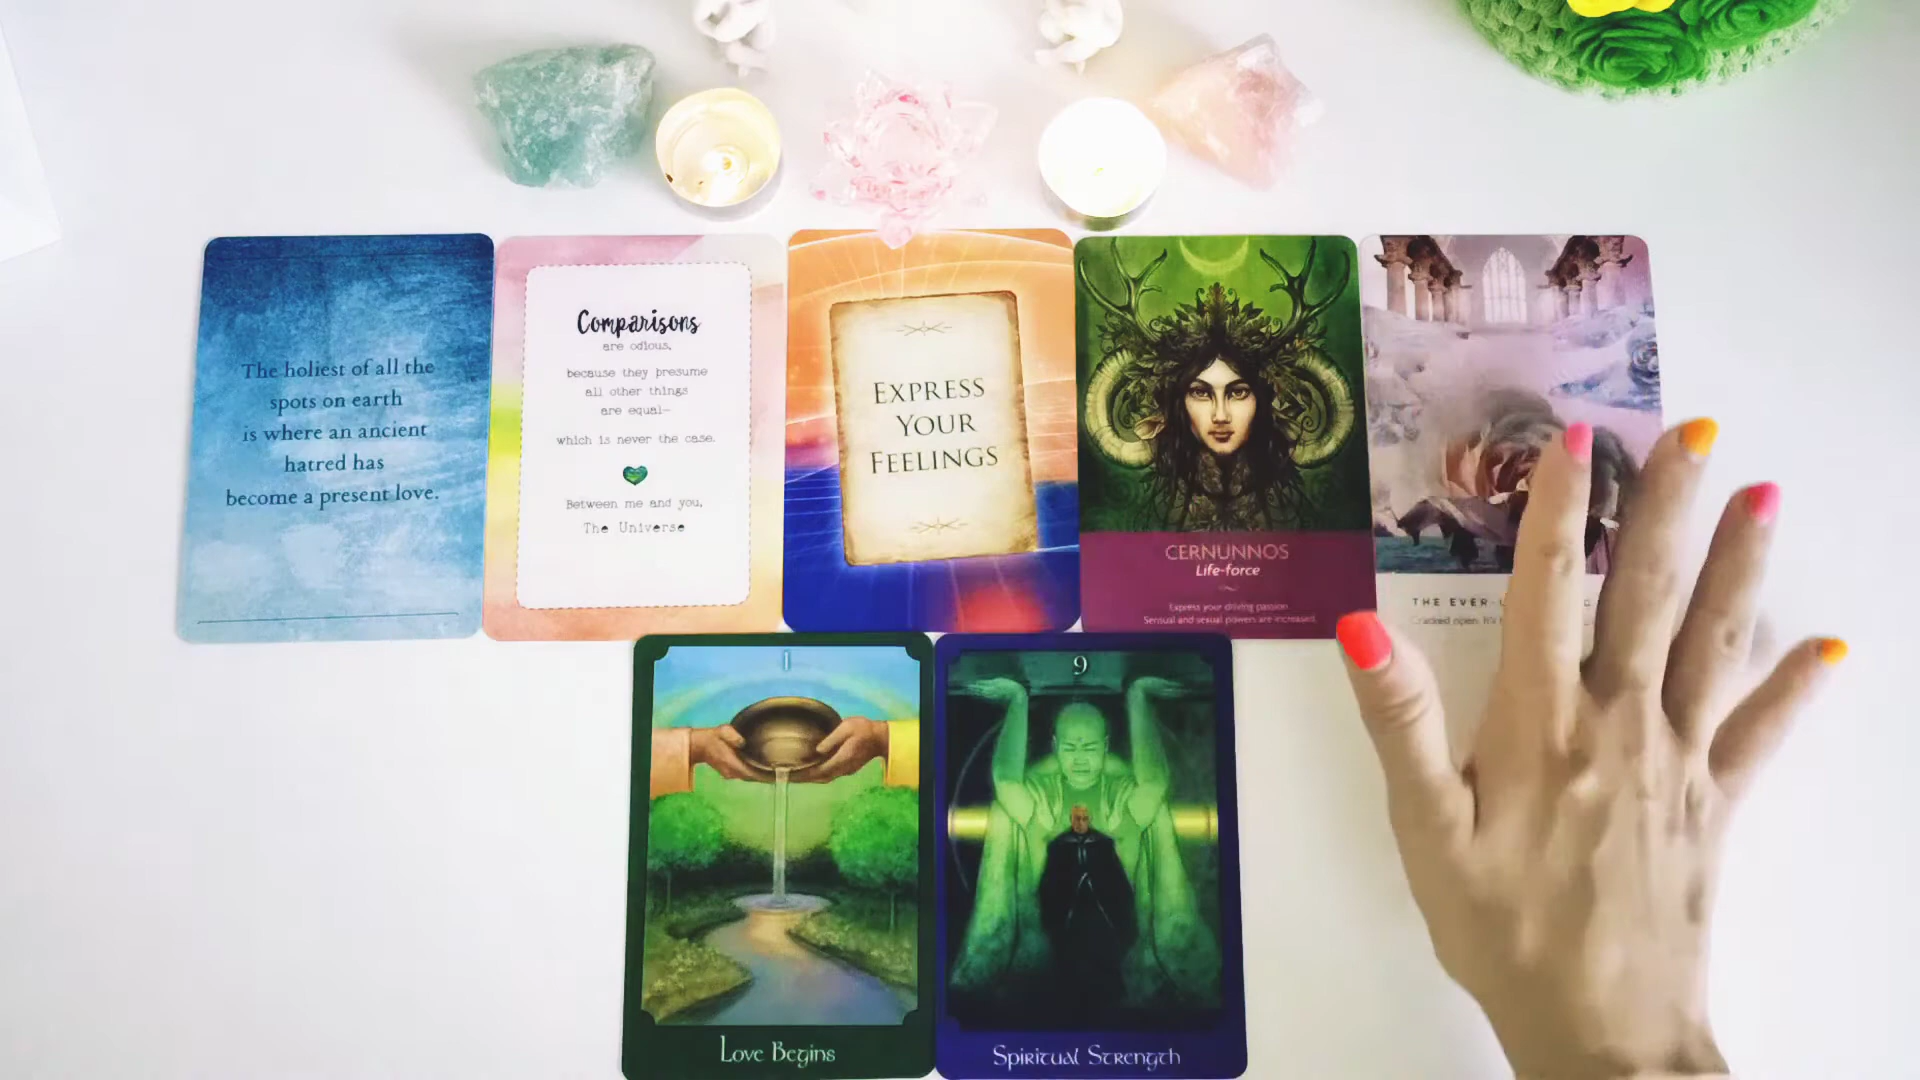 The holiest of all the
spots on earth
is where an ancient
hatred has
become a present love.
Comparisons
are odious,
because they presume
all other things
are equal—
which is never the case.
Between me and you,
The Universe
EXPRESS
YOUR
FEELINGS
CERNUNNOS
Life-force
Express your driving passion
Sensual and sexual powers are increased.
THE EVER-
Cracked open. It's
1
Love Begins
9
Spiritual Strength